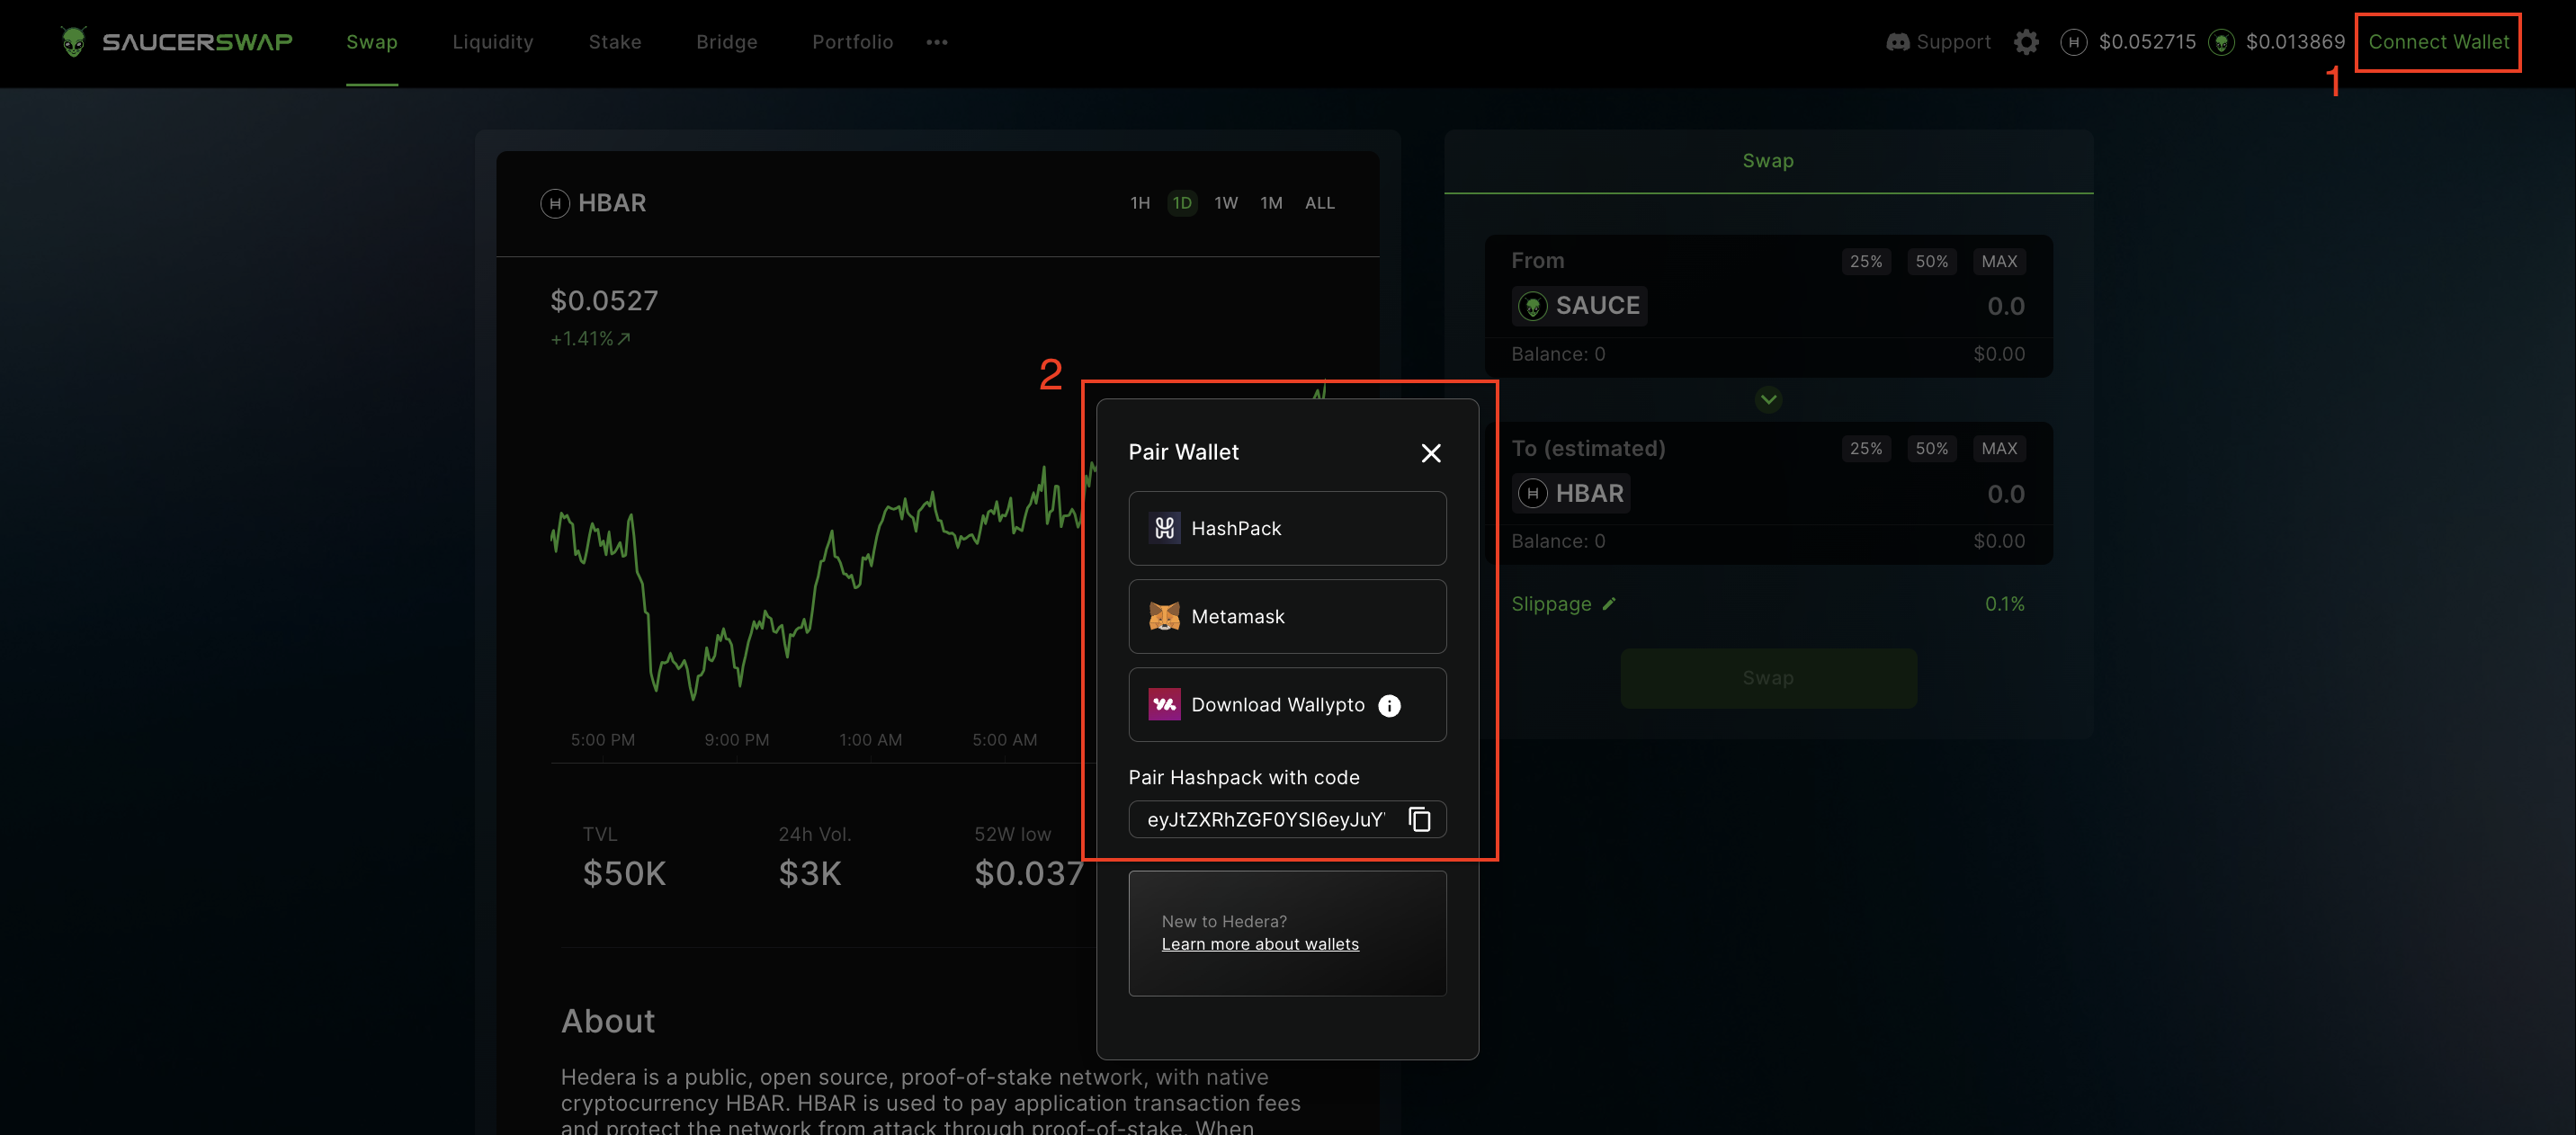 SAUCERSWAP Swap Liquidity Stake Bridge Portfolio ••• Support $0.052715 $0.013869 Connect Wallet
1
HBAR
1H 1D 1W 1M ALL
$0.0527
+1.41%
5:00 PM 9:00 PM 1:00 AM 5:00 AM
TVL 24h Vol. 52W low
$50K $3K $0.037
About
Hedera is a public, open source, proof-of-stake network, with native
cryptocurrency HBAR. HBAR is used to pay application transaction fees
and protect the network from attack through proof-of-stake. When
2
Pair Wallet
HashPack
Metamask
Download Wallypto
Pair Hashpack with code
eyJtZXRhZGF0YSI6eyJuY
New to Hedera?
Learn more about wallets
Swap
From 25% 50% MAX
SAUCE 0.0
Balance: 0 $0.00
To (estimated) 25% 50% MAX
HBAR 0.0
Balance: 0 $0.00
Slippage 0.1%
Swap